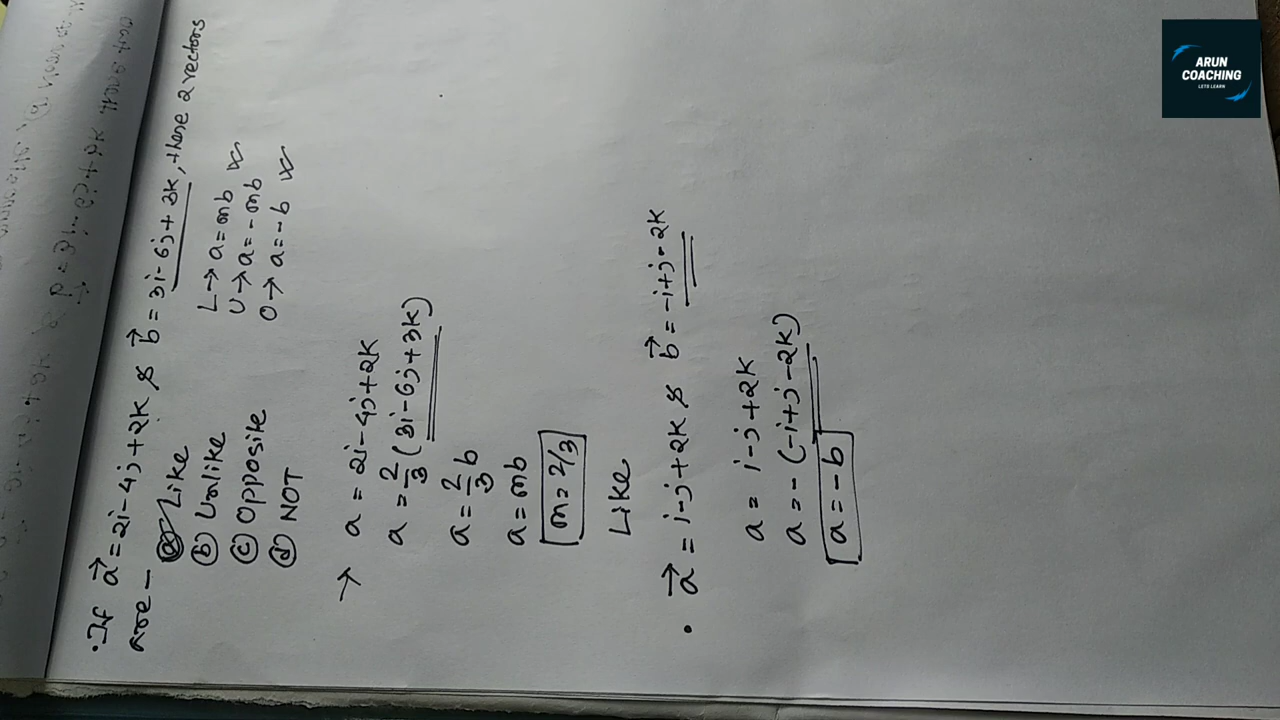 ·If a⃗ = 2i-4j+2k & b⃗ = 3i-6j+3k, these 2 vectors
are -
(a) Like
(b) Unlike
(c) Opposite
(d) NOT
L → a = mb
U → a = -mb
O → a = -b
→ a = 2i-4j+2k
a = 2/3 (3i-6j+3k)
a = 2/3 b
a = mb
m = 2/3
Like
· a⃗ = i-j+2k & b⃗ = -i+j-2k
a = i-j+2k
a = -(-i+j-2k)
a = -b
ARUN
COACHING
LETS LEARN